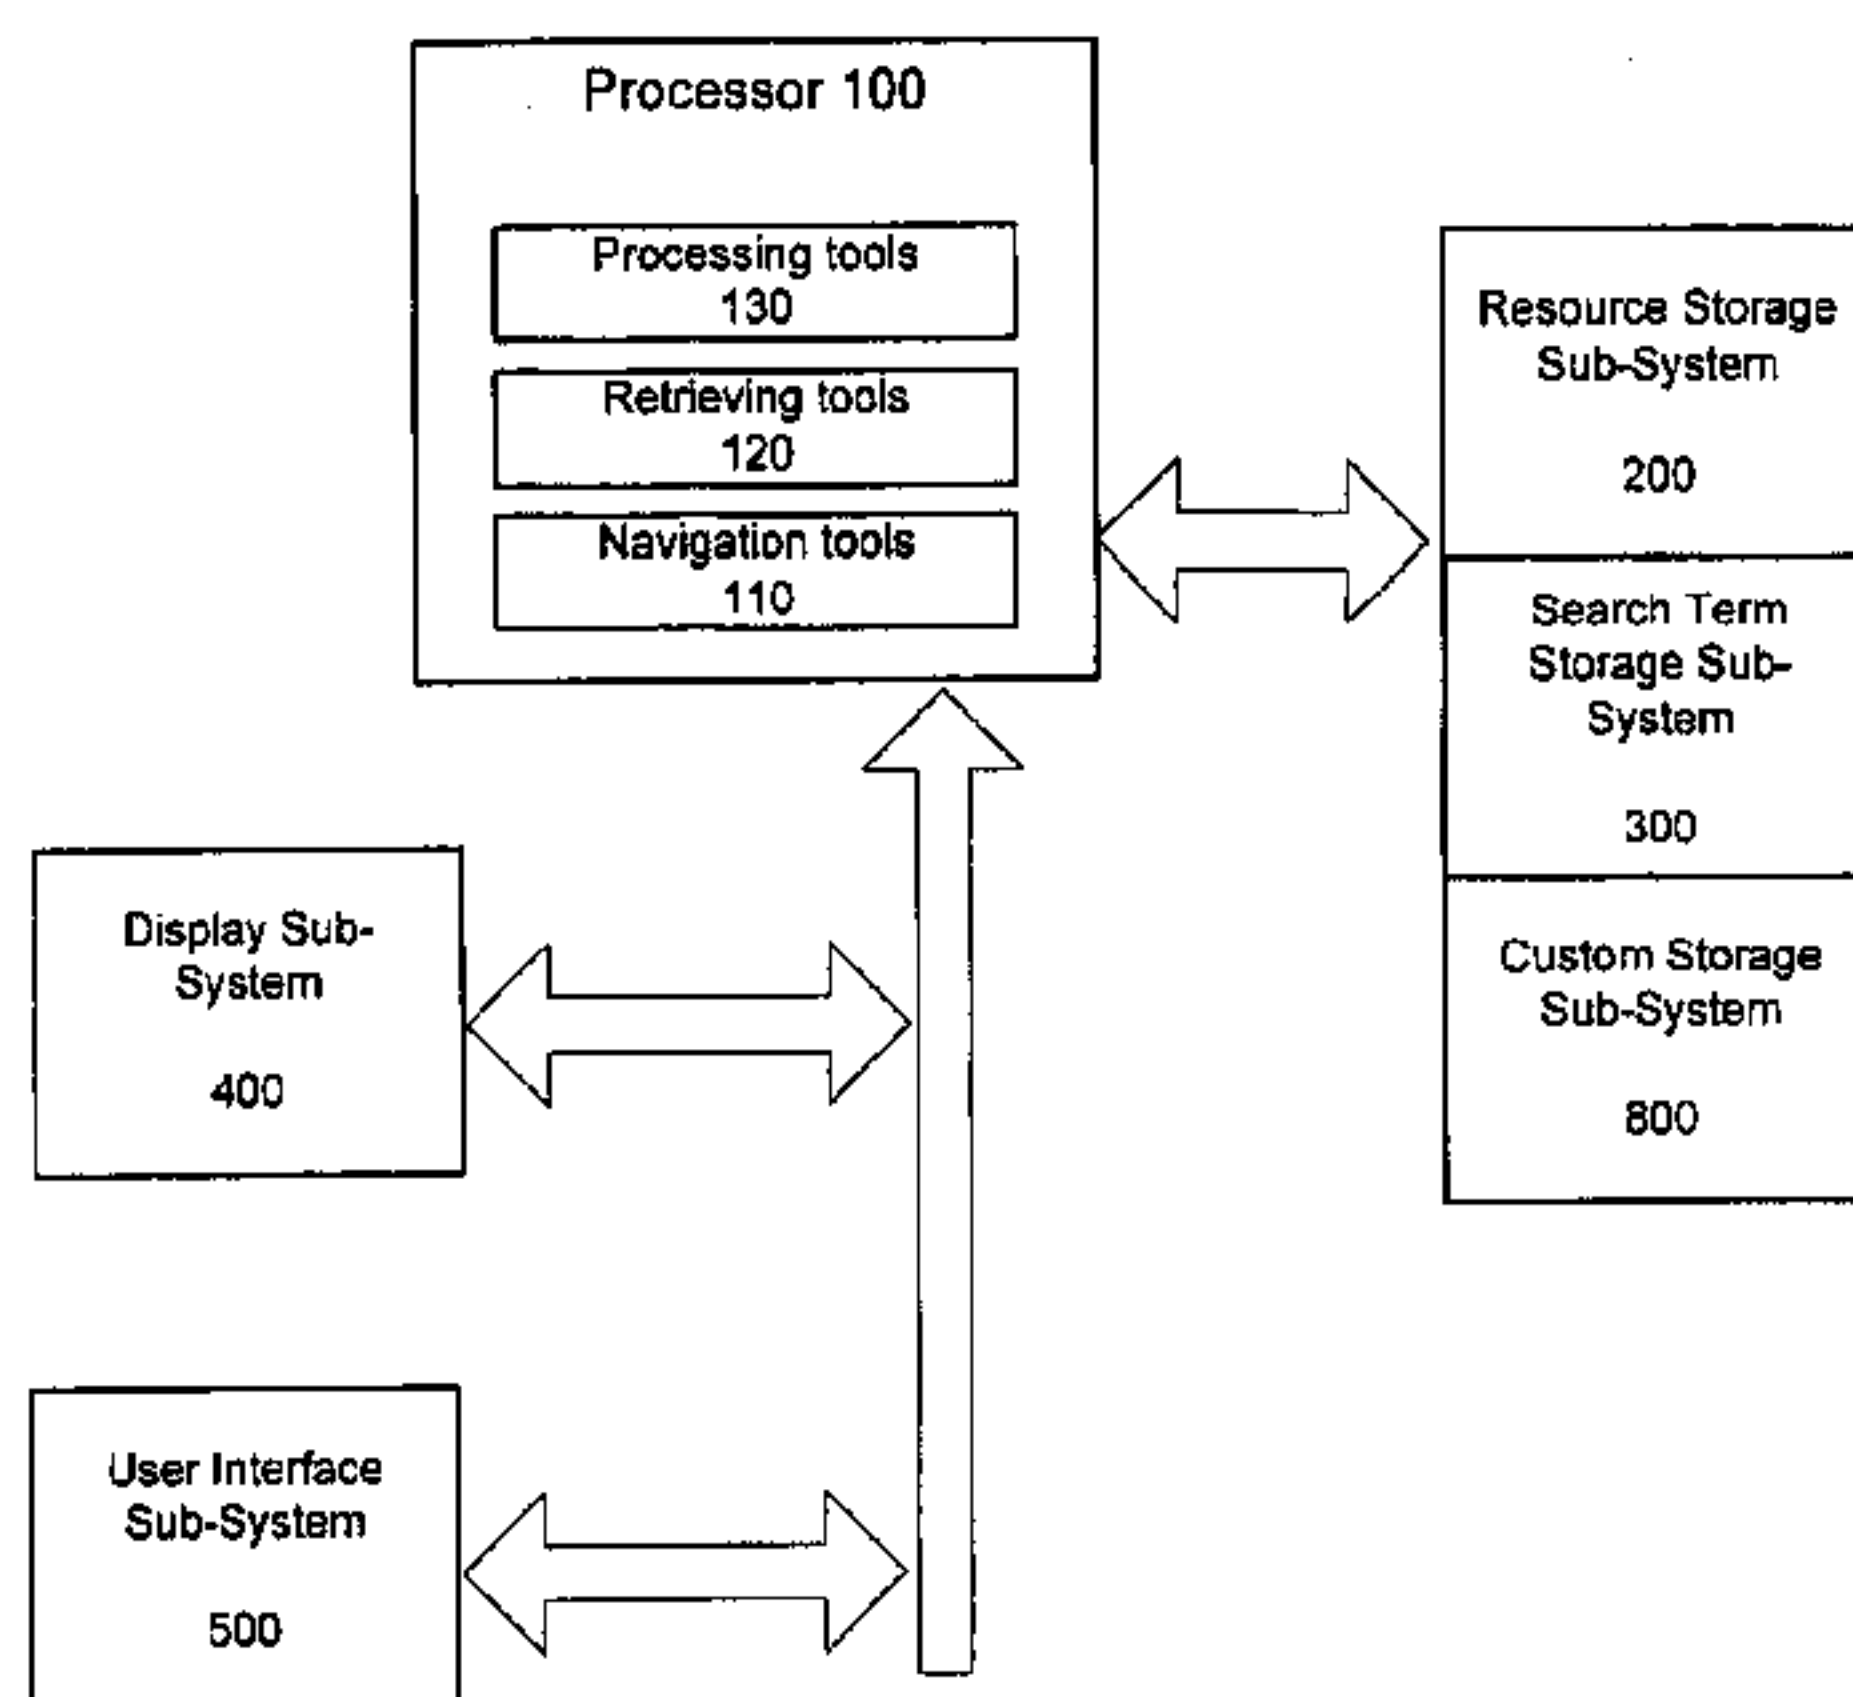 Processor 100
Processing tools
130
Retrieving tools
120
Navigation tools
110
Resource Storage
Sub-System
200
Search Term
Storage Sub-
System
300
Custom Storage
Sub-System
800
Display Sub-
System
400
User Interface
Sub-System
500